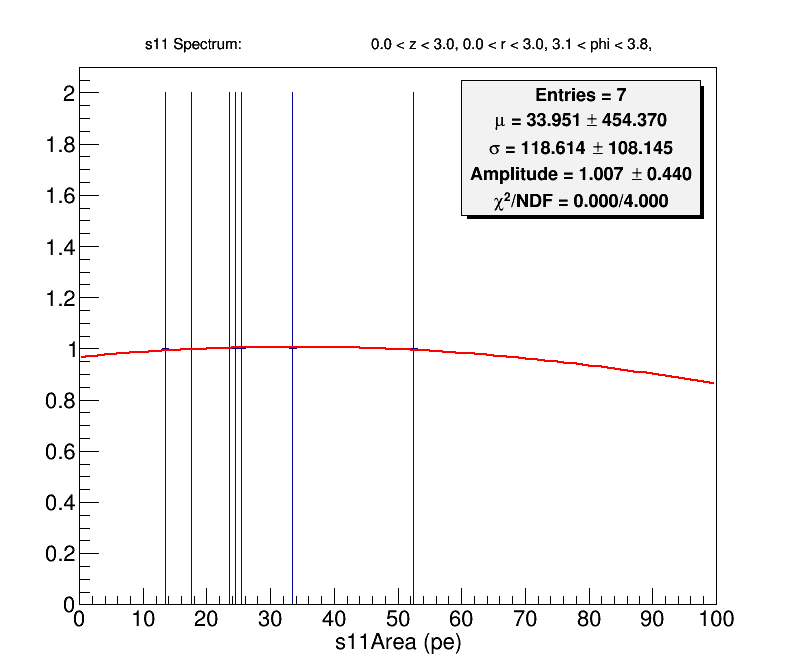 s11 Spectrum: 0.0 < z < 3.0, 0.0 < r < 3.0, 3.1 < phi < 3.8,
Entries = 7
μ = 33.951 ± 454.370
σ = 118.614 ± 108.145
Amplitude = 1.007 ± 0.440
χ²/NDF = 0.000/4.000
2
1.8
1.6
1.4
1.2
1
0.8
0.6
0.4
0.2
0
0 10 20 30 40 50 60 70 80 90 100
s11Area (pe)